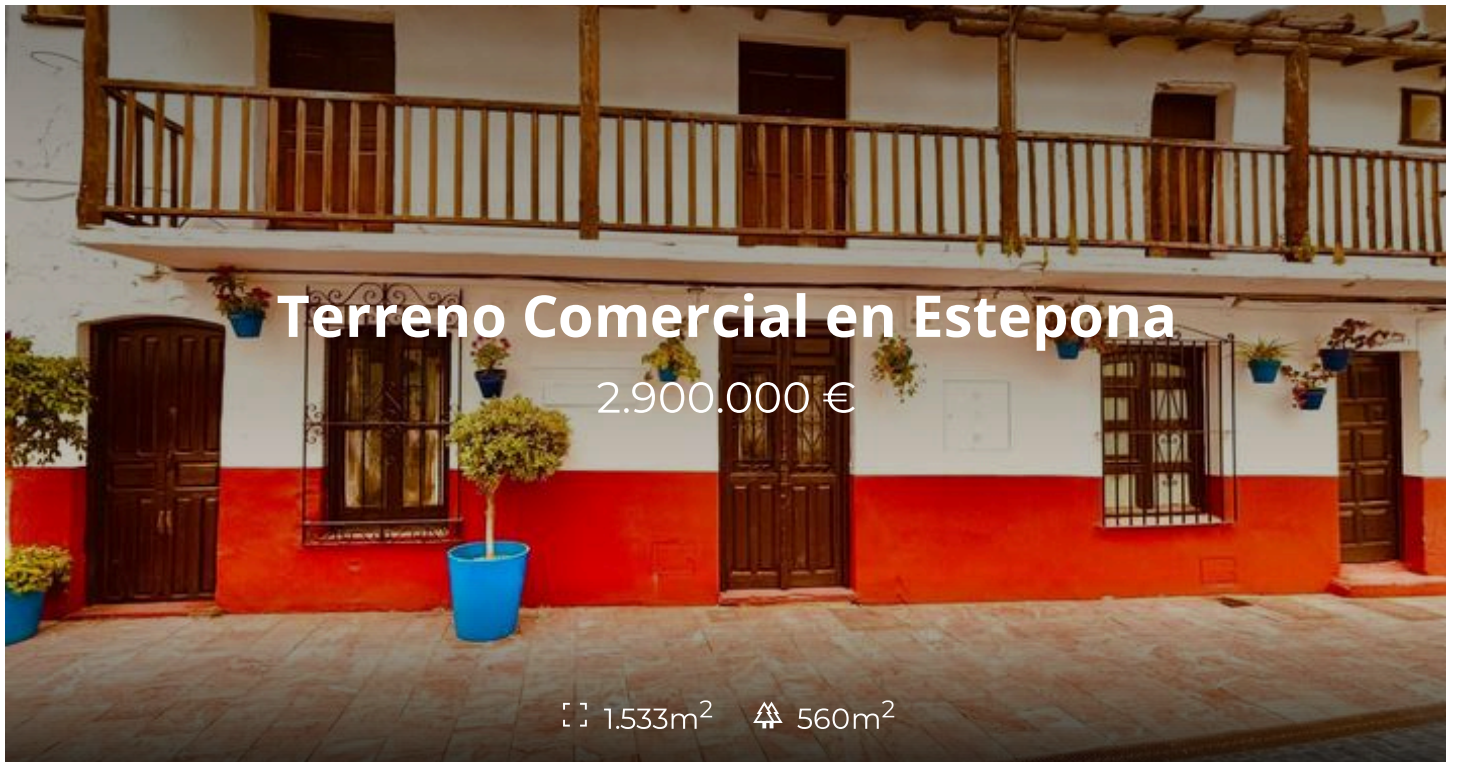 Terreno Comercial en Estepona
2.900.000 €
1.533m² 560m²